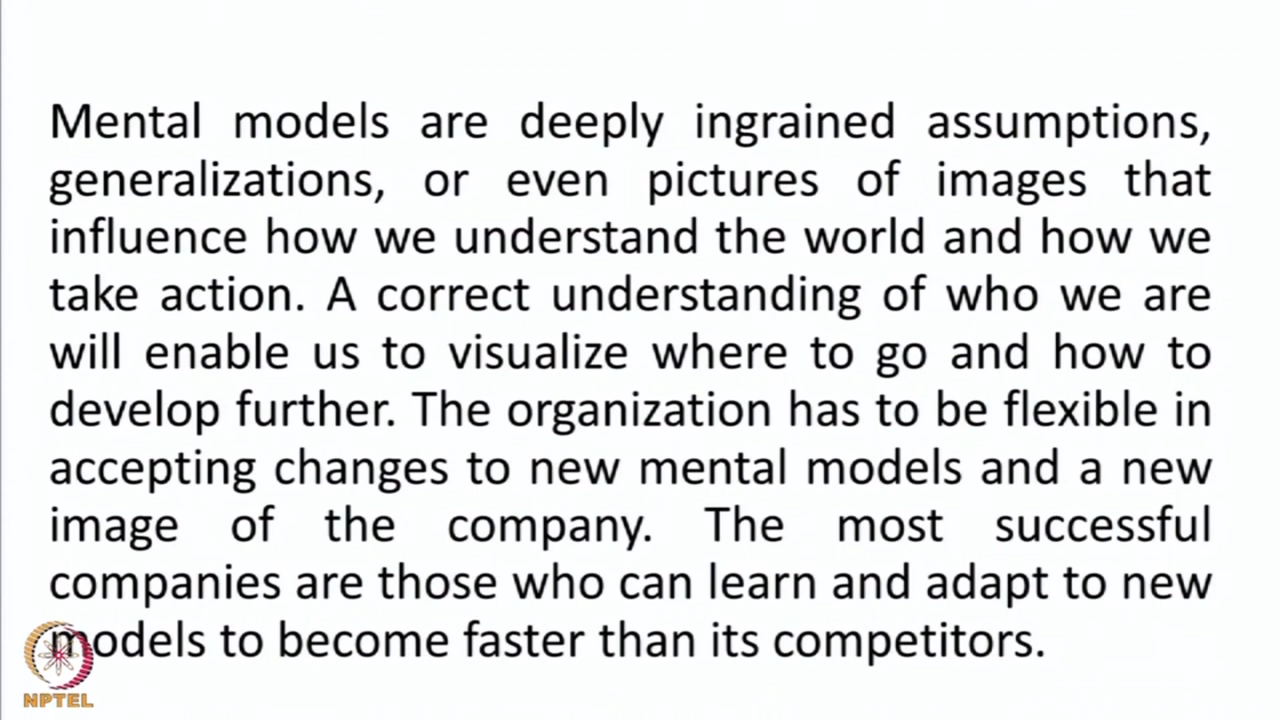 Mental models are deeply ingrained assumptions,
generalizations, or even pictures of images that
influence how we understand the world and how we
take action. A correct understanding of who we are
will enable us to visualize where to go and how to
develop further. The organization has to be flexible in
accepting changes to new mental models and a new
image of the company. The most successful
companies are those who can learn and adapt to new
models to become faster than its competitors.
NPTEL